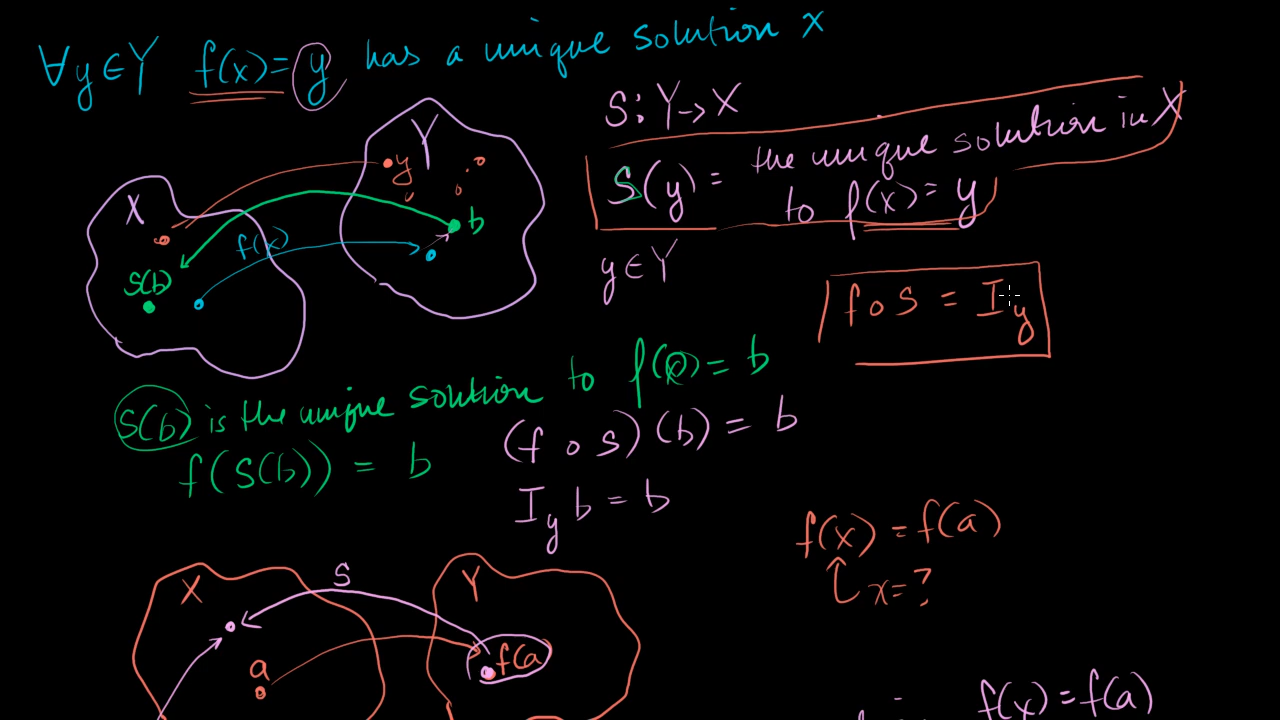 ∀y∈Y f(x)=y has a unique solution x
S: Y→X
S(y) = the unique solution in X
to f(x)=y
y∈Y
X
Y
y
y
b
f(x)
S(b)
f∘S = I_y
S(b) is the unique solution to f(x)=b
f(S(b)) = b
(f∘s)(b) = b
I_y b = b
f(x) = f(a)
x=?
X
S
Y
a
f(a)
f(x)=f(a)